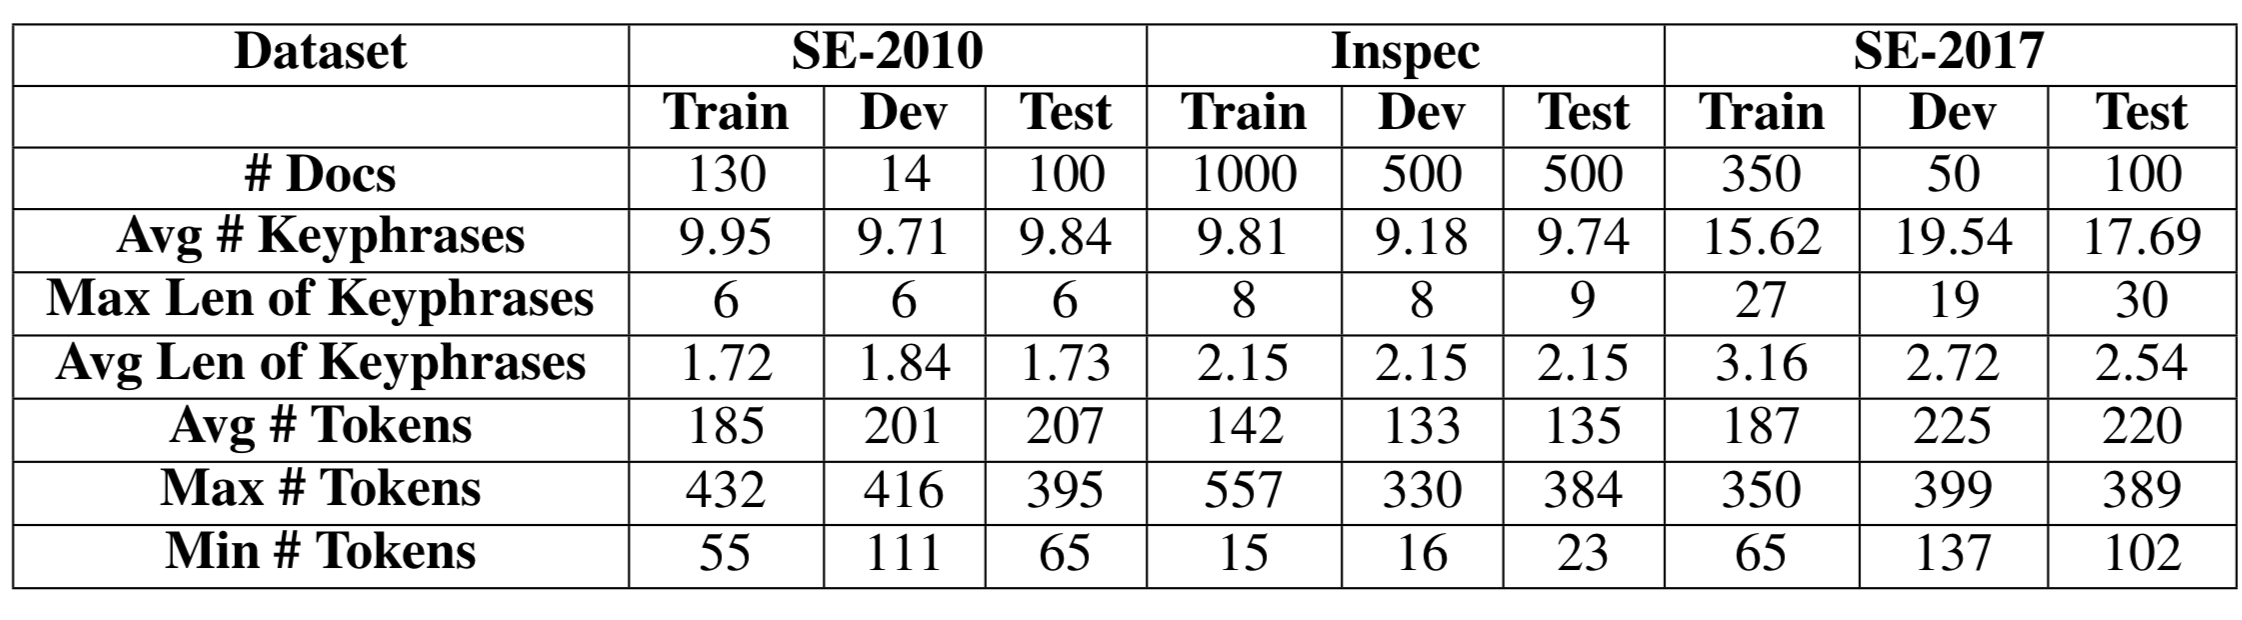 Dataset SE-2010 Inspec SE-2017
Train Dev Test Train Dev Test Train Dev Test
# Docs 130 14 100 1000 500 500 350 50 100
Avg # Keyphrases 9.95 9.71 9.84 9.81 9.18 9.74 15.62 19.54 17.69
Max Len of Keyphrases 6 6 6 8 8 9 27 19 30
Avg Len of Keyphrases 1.72 1.84 1.73 2.15 2.15 2.15 3.16 2.72 2.54
Avg # Tokens 185 201 207 142 133 135 187 225 220
Max # Tokens 432 416 395 557 330 384 350 399 389
Min # Tokens 55 111 65 15 16 23 65 137 102